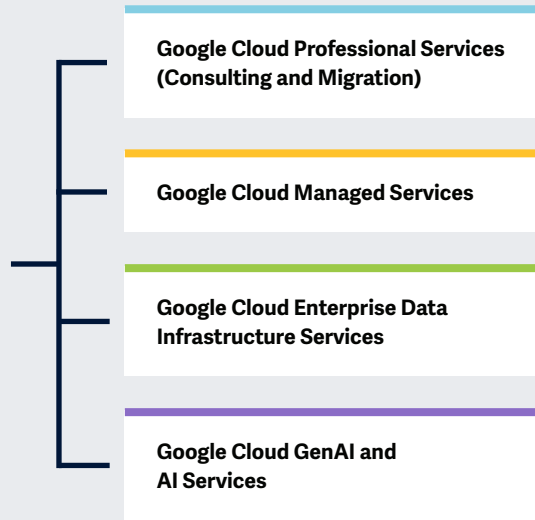 Google Cloud Professional Services
(Consulting and Migration)
Google Cloud Managed Services
Google Cloud Enterprise Data
Infrastructure Services
Google Cloud GenAI and
AI Services